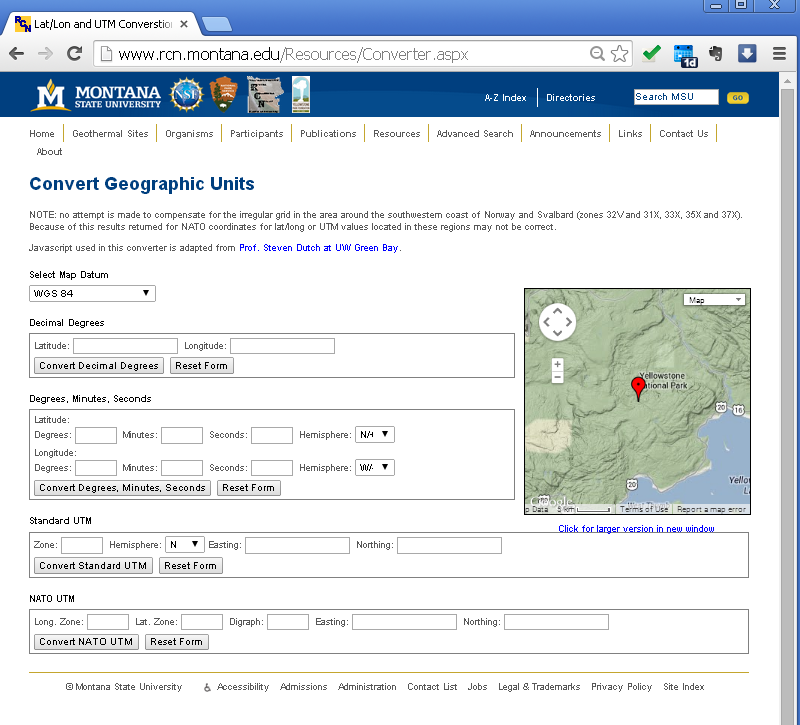 Lat/Lon and UTM Converstion
www.rcn.montana.edu/Resources/Converter.aspx
1d
MONTANA
STATE UNIVERSITY
A-Z Index
Directories
Search MSU
GO
Home
Geothermal Sites
Organisms
Participants
Publications
Resources
Advanced Search
Announcements
Links
Contact Us
About
Convert Geographic Units
NOTE: no attempt is made to compensate for the irregular grid in the area around the southwestern coast of Norway and Svalbard (zones 32V and 31X, 33X, 35X and 37X).
Because of this results returned for NATO coordinates for lat/long or UTM values located in these regions may not be correct.
Javascript used in this converter is adapted from Prof. Steven Dutch at UW Green Bay.
Select Map Datum
WGS 84
Decimal Degrees
Latitude: Longitude:
Convert Decimal Degrees Reset Form
Degrees, Minutes, Seconds
Latitude:
Degrees: Minutes: Seconds: Hemisphere: N/
Longitude:
Degrees: Minutes: Seconds: Hemisphere: W/
Convert Degrees, Minutes, Seconds Reset Form
Map
Yellowstone
National Park
20 16
20
Google
Data 5 km Terms of Use Report a map error
Click for larger version in new window
Standard UTM
Zone: Hemisphere: N Easting: Northing:
Convert Standard UTM Reset Form
NATO UTM
Long. Zone: Lat. Zone: Digraph: Easting: Northing:
Convert NATO UTM Reset Form
© Montana State University Accessibility Admissions Administration Contact List Jobs Legal & Trademarks Privacy Policy Site Index